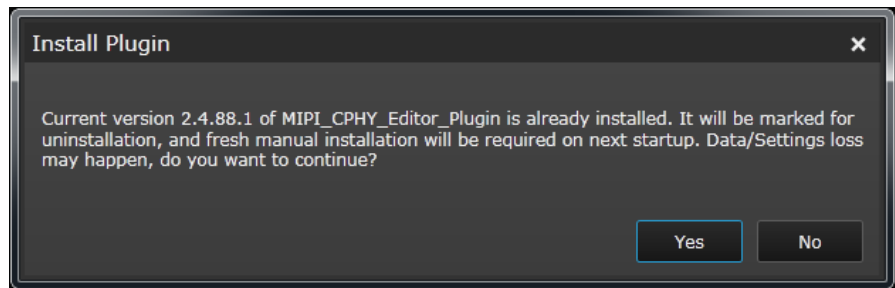 Install Plugin
Current version 2.4.88.1 of MIPI_CPHY_Editor_Plugin is already installed. It will be marked for
uninstallation, and fresh manual installation will be required on next startup. Data/Settings loss
may happen, do you want to continue?
Yes No